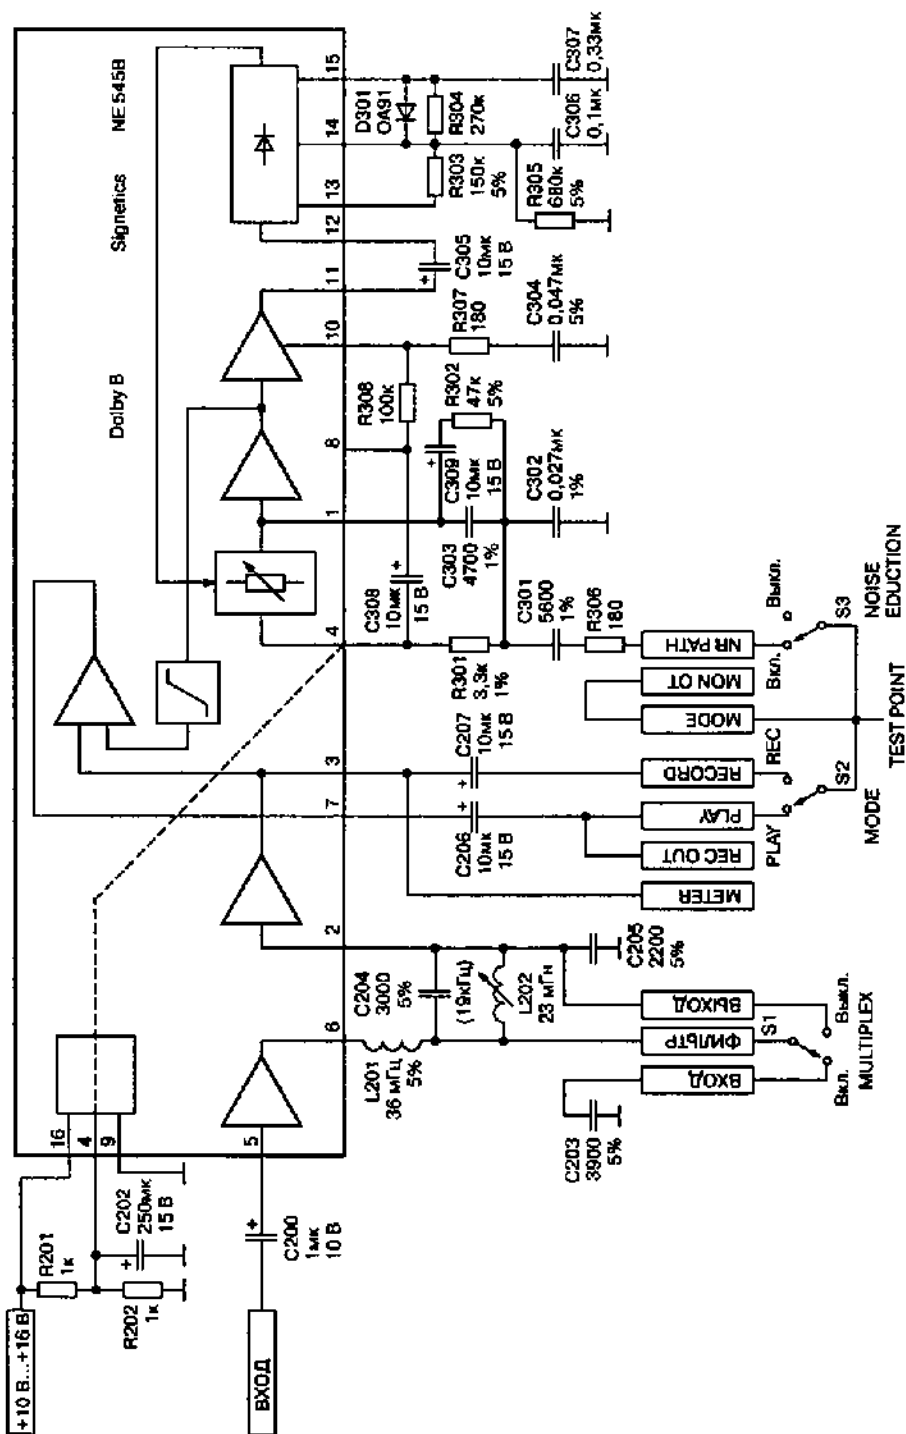 +10 В...+16 В
R201
1к
R202
1к
C202
250мк
15 В
16
4
9
Dolby B
Signetics
NE545B
ВХОД
C200
1мк
10 В
5
6
2
7
3
4
1
8
10
11
12
13
14
15
L201
36 мГц
5%
C204
3000
5%
(19кГц)
L202
23 мГн
C203
3900
5%
C205
2200
5%
C206
10мк
15 В
C207
10мк
15 В
R301
3,3к
1%
C308
10мк
15 В
C303
4700
1%
C309
10мк
15 В
R308
100к
R302
47к
5%
R307
180
C305
10мк
15 В
R303
150к
5%
D301
OA91
R304
270к
C301
5600
1%
R306
180
C302
0,027мк
1%
C304
0,047мк
5%
R305
680к
5%
C306
0,1мк
C307
0,33мк
ВХОД
ФИЛЬТР
ВЫХОД
METER
REC OUT
PLAY
RECORD
MODE
MON OT
NR PATH
Вкл.
S1
Выкл.
MULTIPLEX
PLAY
REC
S2
MODE
Вкл.
Выкл.
S3
NOISE
EDUCTION
TEST POINT